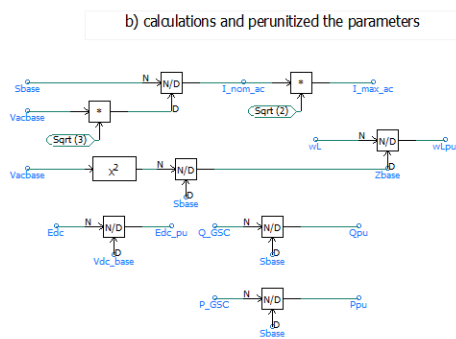 b) calculations and perunitized the parameters
Sbase N N/D D I_nom_ac * I_max_ac
Vacbase * Sqrt (3) Sqrt (2)
wL N N/D D wLpu
Vacbase X² N N/D D Sbase Zbase
Edc N N/D D Edc_pu Vdc_base
Q_GSC N N/D D Qpu Sbase
P_GSC N N/D D Ppu Sbase